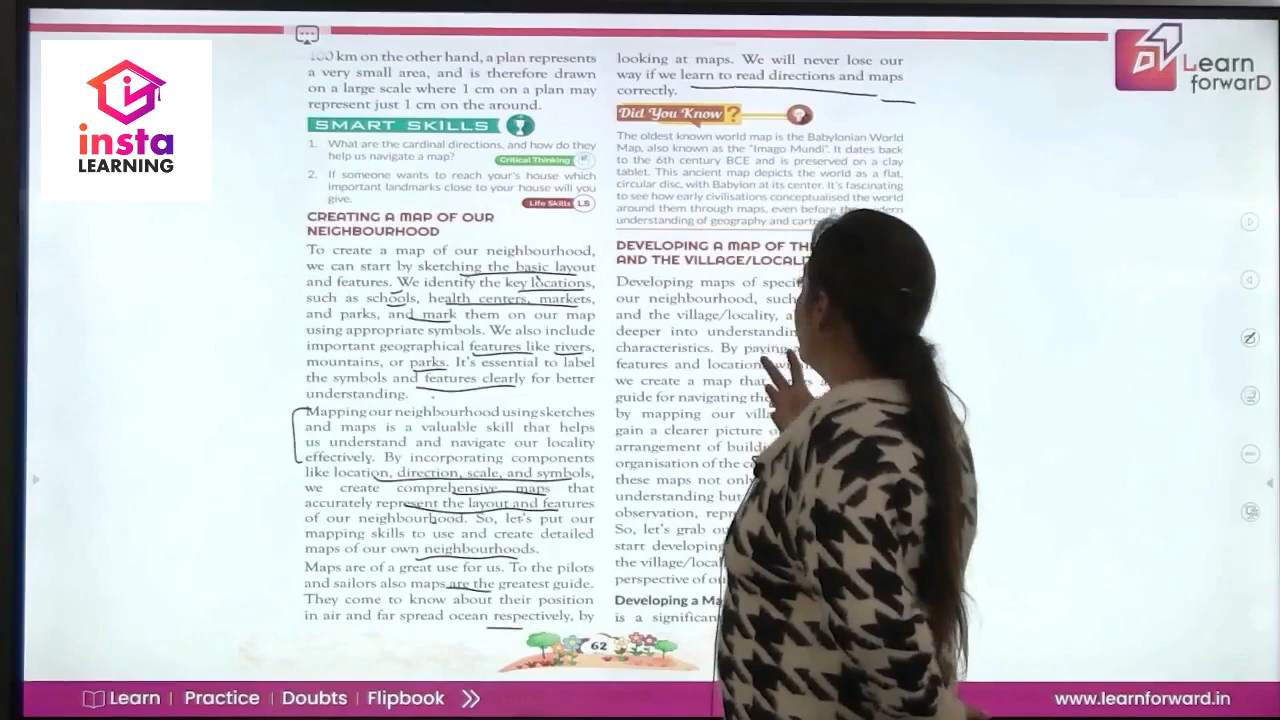 insta
LEARNING
Learn
forwarD
100 km on the other hand, a plan represents
a very small area, and is therefore drawn
on a large scale where 1 cm on a plan may
represent just 1 cm on the around.
SMART SKILLS
1. What are the cardinal directions, and how do they
help us navigate a map?
Critical Thinking
2. If someone wants to reach your's house which
important landmarks close to your house will you
give.
Life Skills LS
CREATING A MAP OF OUR
NEIGHBOURHOOD
To create a map of our neighbourhood,
we can start by sketching the basic layout
and features. We identify the key locations,
such as schools, health centers, markets,
and parks, and mark them on our map
using appropriate symbols. We also include
important geographical features like rivers,
mountains, or parks. It's essential to label
the symbols and features clearly for better
understanding.
Mapping our neighbourhood using sketches
and maps is a valuable skill that helps
us understand and navigate our locality
effectively. By incorporating components
like location, direction, scale, and symbols,
we create comprehensive maps that
accurately represent the layout and features
of our neighbourhood. So, let's put our
mapping skills to use and create detailed
maps of our own neighbourhoods.
Maps are of a great use for us. To the pilots
and sailors also maps are the greatest guide.
They come to know about their position
in air and far spread ocean respectively, by
looking at maps. We will never lose our
way if we learn to read directions and maps
correctly.
Did You Know ?
The oldest known world map is the Babylonian World
Map, also known as the "Imago Mundi". It dates back
to the 6th century BCE and is preserved on a clay
tablet. This ancient map depicts the world as a flat,
circular disc, with Babylon at its center. It's fascinating
to see how early civilisations conceptualised the world
around them through maps, even before the modern
understanding of geography and
DEVELOPING A MAP OF
AND THE
Developing maps of
our neighbourhood,
and the village/locality,
deeper into
characteristics. By paying
features and
we create a map that
guide for navigating
by mapping our
gain a clearer picture
arrangement of
organisation of the
these maps not only
understanding but
observation,
So, let's grab
start developing
the
perspective of
Developing a
is a
62
Learn | Practice | Doubts | Flipbook
www.learnforward.in